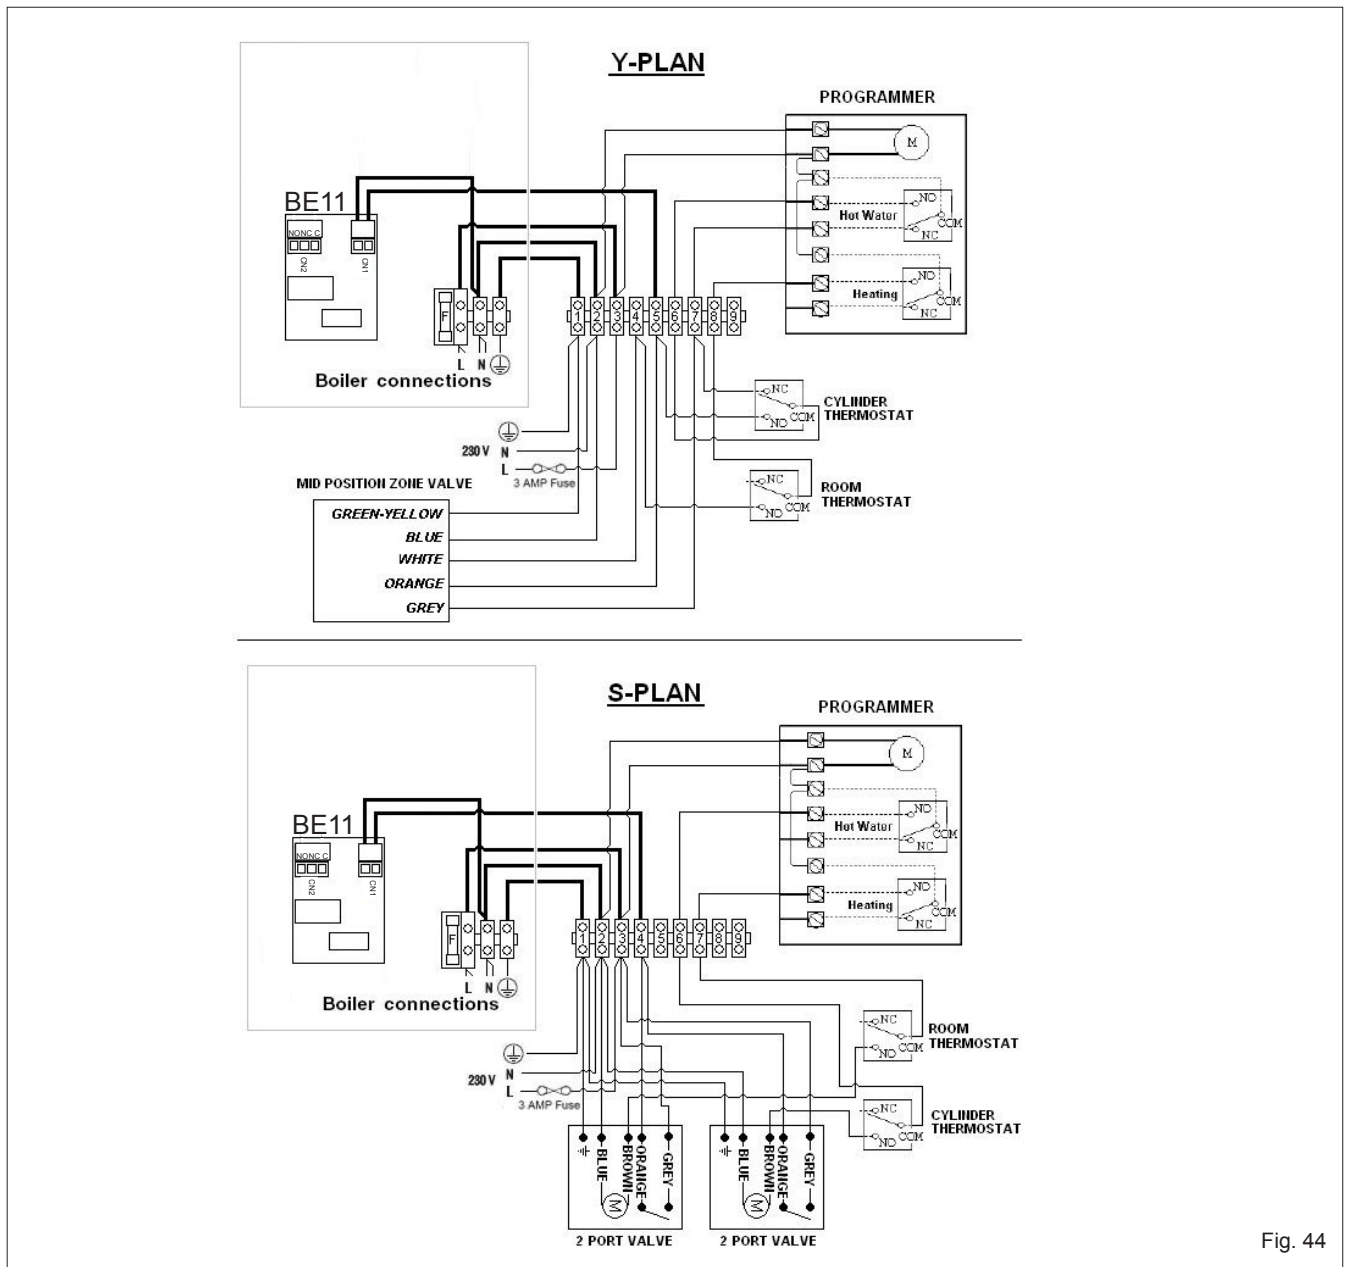 Y-PLAN
PROGRAMMER
M
NO
Hot Water
COM
NC
NO
Heating
COM
NC
BE11
NONC C
CN2
CN1
F
1 2 3 4 5 6 7 8 9
L N
Boiler connections
NC
CYLINDER
THERMOSTAT
NO
COM
230 V N
L
3 AMP Fuse
NC
ROOM
THERMOSTAT
NO
COM
MID POSITION ZONE VALVE
GREEN-YELLOW
BLUE
WHITE
ORANGE
GREY
S-PLAN
PROGRAMMER
M
NO
Hot Water
COM
NC
NO
Heating
COM
NC
BE11
NONC C
CN2
CN1
F
1 2 3 4 5 6 7 8 9
L N
Boiler connections
NC
ROOM
THERMOSTAT
NO
COM
230 V N
L
3 AMP Fuse
NC
CYLINDER
THERMOSTAT
NO
COM
BLUE
BROWN
ORANGE
GREY
M
2 PORT VALVE
BLUE
BROWN
ORANGE
GREY
M
2 PORT VALVE
Fig. 44